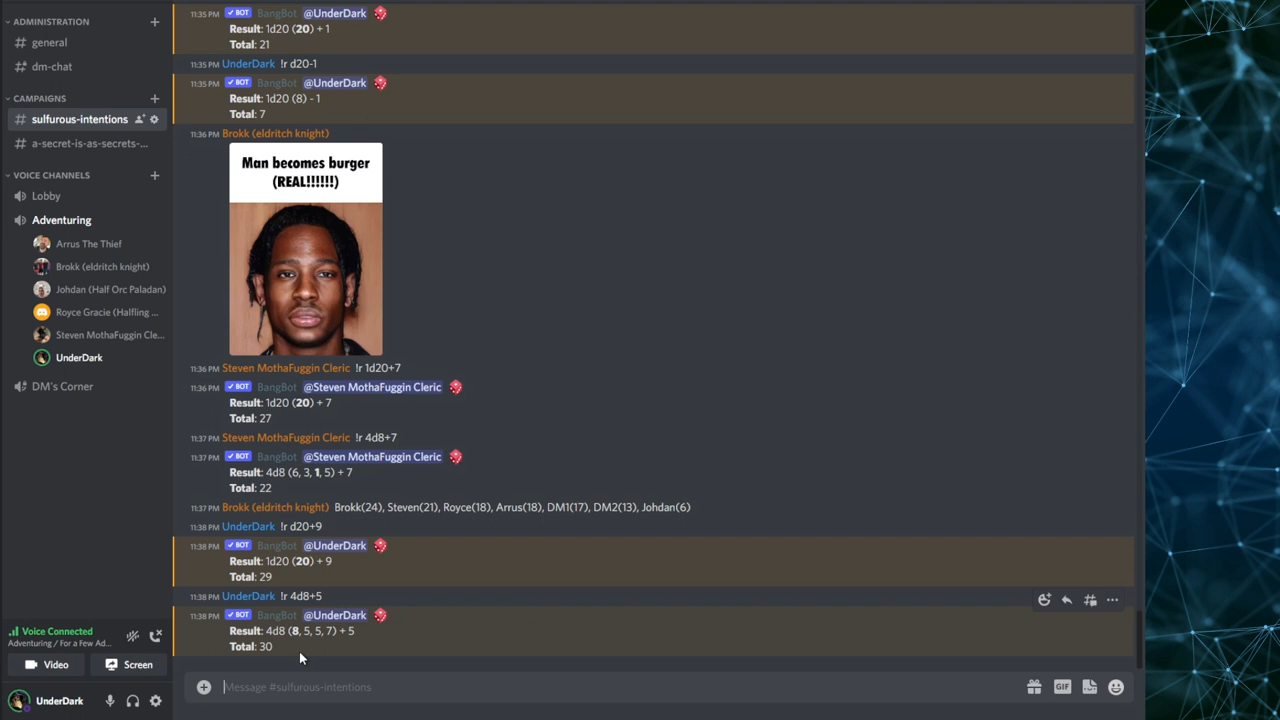 ADMINISTRATION
general
dm-chat
CAMPAIGNS
sulfurous-intentions
a-secret-is-as-secrets-...
VOICE CHANNELS
Lobby
Adventuring
Arrus The Thief
Brokk (eldritch knight)
Johdan (Half Orc Paladan)
Royce Gracie (Halfling ...
Steven MothaFuggin Cle...
UnderDark
DM's Corner
Voice Connected
Adventuring / For a Few Ad...
Video
Screen
UnderDark
11:35 PM BOT BangBot @UnderDark
Result: 1d20 (20) + 1
Total: 21
11:35 PM UnderDark !r d20-1
11:35 PM BOT BangBot @UnderDark
Result: 1d20 (8) - 1
Total: 7
11:36 PM Brokk (eldritch knight)
Man becomes burger
(REAL!!!!!!)
11:36 PM Steven MothaFuggin Cleric !r 1d20+7
11:36 PM BOT BangBot @Steven MothaFuggin Cleric
Result: 1d20 (20) + 7
Total: 27
11:37 PM Steven MothaFuggin Cleric !r 4d8+7
11:37 PM BOT BangBot @Steven MothaFuggin Cleric
Result: 4d8 (6, 3, 1, 5) + 7
Total: 22
11:37 PM Brokk (eldritch knight) Brokk(24), Steven(21), Royce(18), Arrus(18), DM1(17), DM2(13), Johdan(6)
11:38 PM UnderDark !r d20+9
11:38 PM BOT BangBot @UnderDark
Result: 1d20 (20) + 9
Total: 29
11:38 PM UnderDark !r 4d8+5
11:38 PM BOT BangBot @UnderDark
Result: 4d8 (8, 5, 5, 7) + 5
Total: 30
Message #sulfurous-intentions
GIF